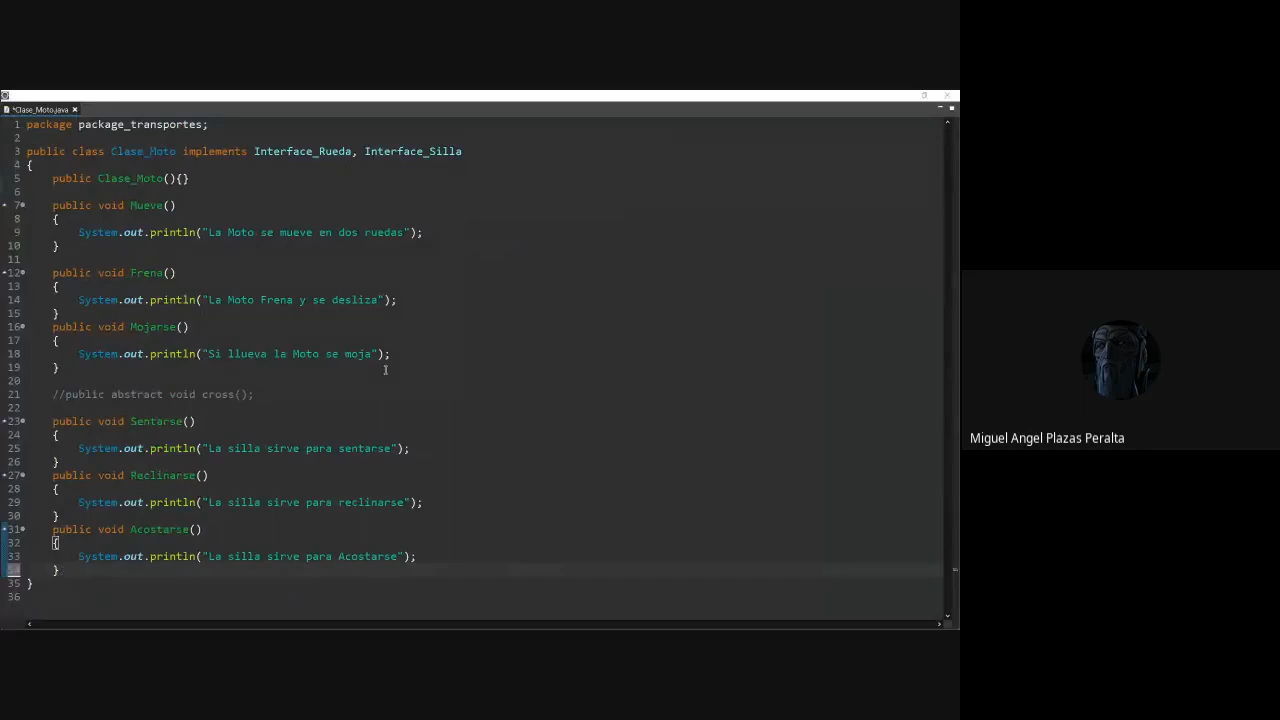 *Clase_Moto.java
1 package package_transportes;
2
3 public class Clase_Moto implements Interface_Rueda, Interface_Silla
4 {
5     public Clase_Moto(){}
6
7     public void Mueve()
8     {
9         System.out.println("La Moto se mueve en dos ruedas");
10     }
11
12     public void Frena()
13     {
14         System.out.println("La Moto Frena y se desliza");
15     }
16     public void Mojarse()
17     {
18         System.out.println("Si llueva la Moto se moja");
19     }
20
21     //public abstract void cross();
22
23     public void Sentarse()
24     {
25         System.out.println("La silla sirve para sentarse");
26     }
27     public void Reclinarse()
28     {
29         System.out.println("La silla sirve para reclinarse");
30     }
31     public void Acostarse()
32     {
33         System.out.println("La silla sirve para Acostarse");
34     }
35 }
36
Miguel Angel Plazas Peralta